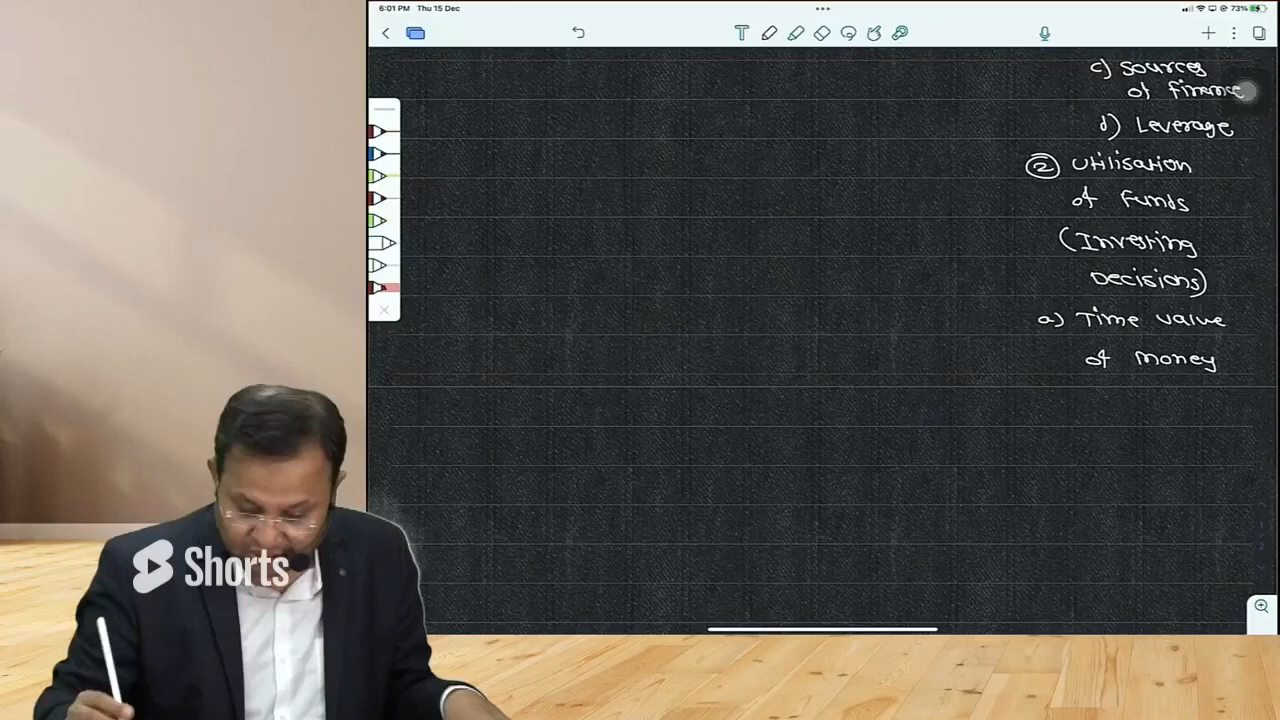 6:01 PM Thu 15 Dec
73%
T
c) Sources
of finance
d) Leverage
② Utilisation
of Funds
(Investing
Decisions)
a) Time value
of money
Shorts